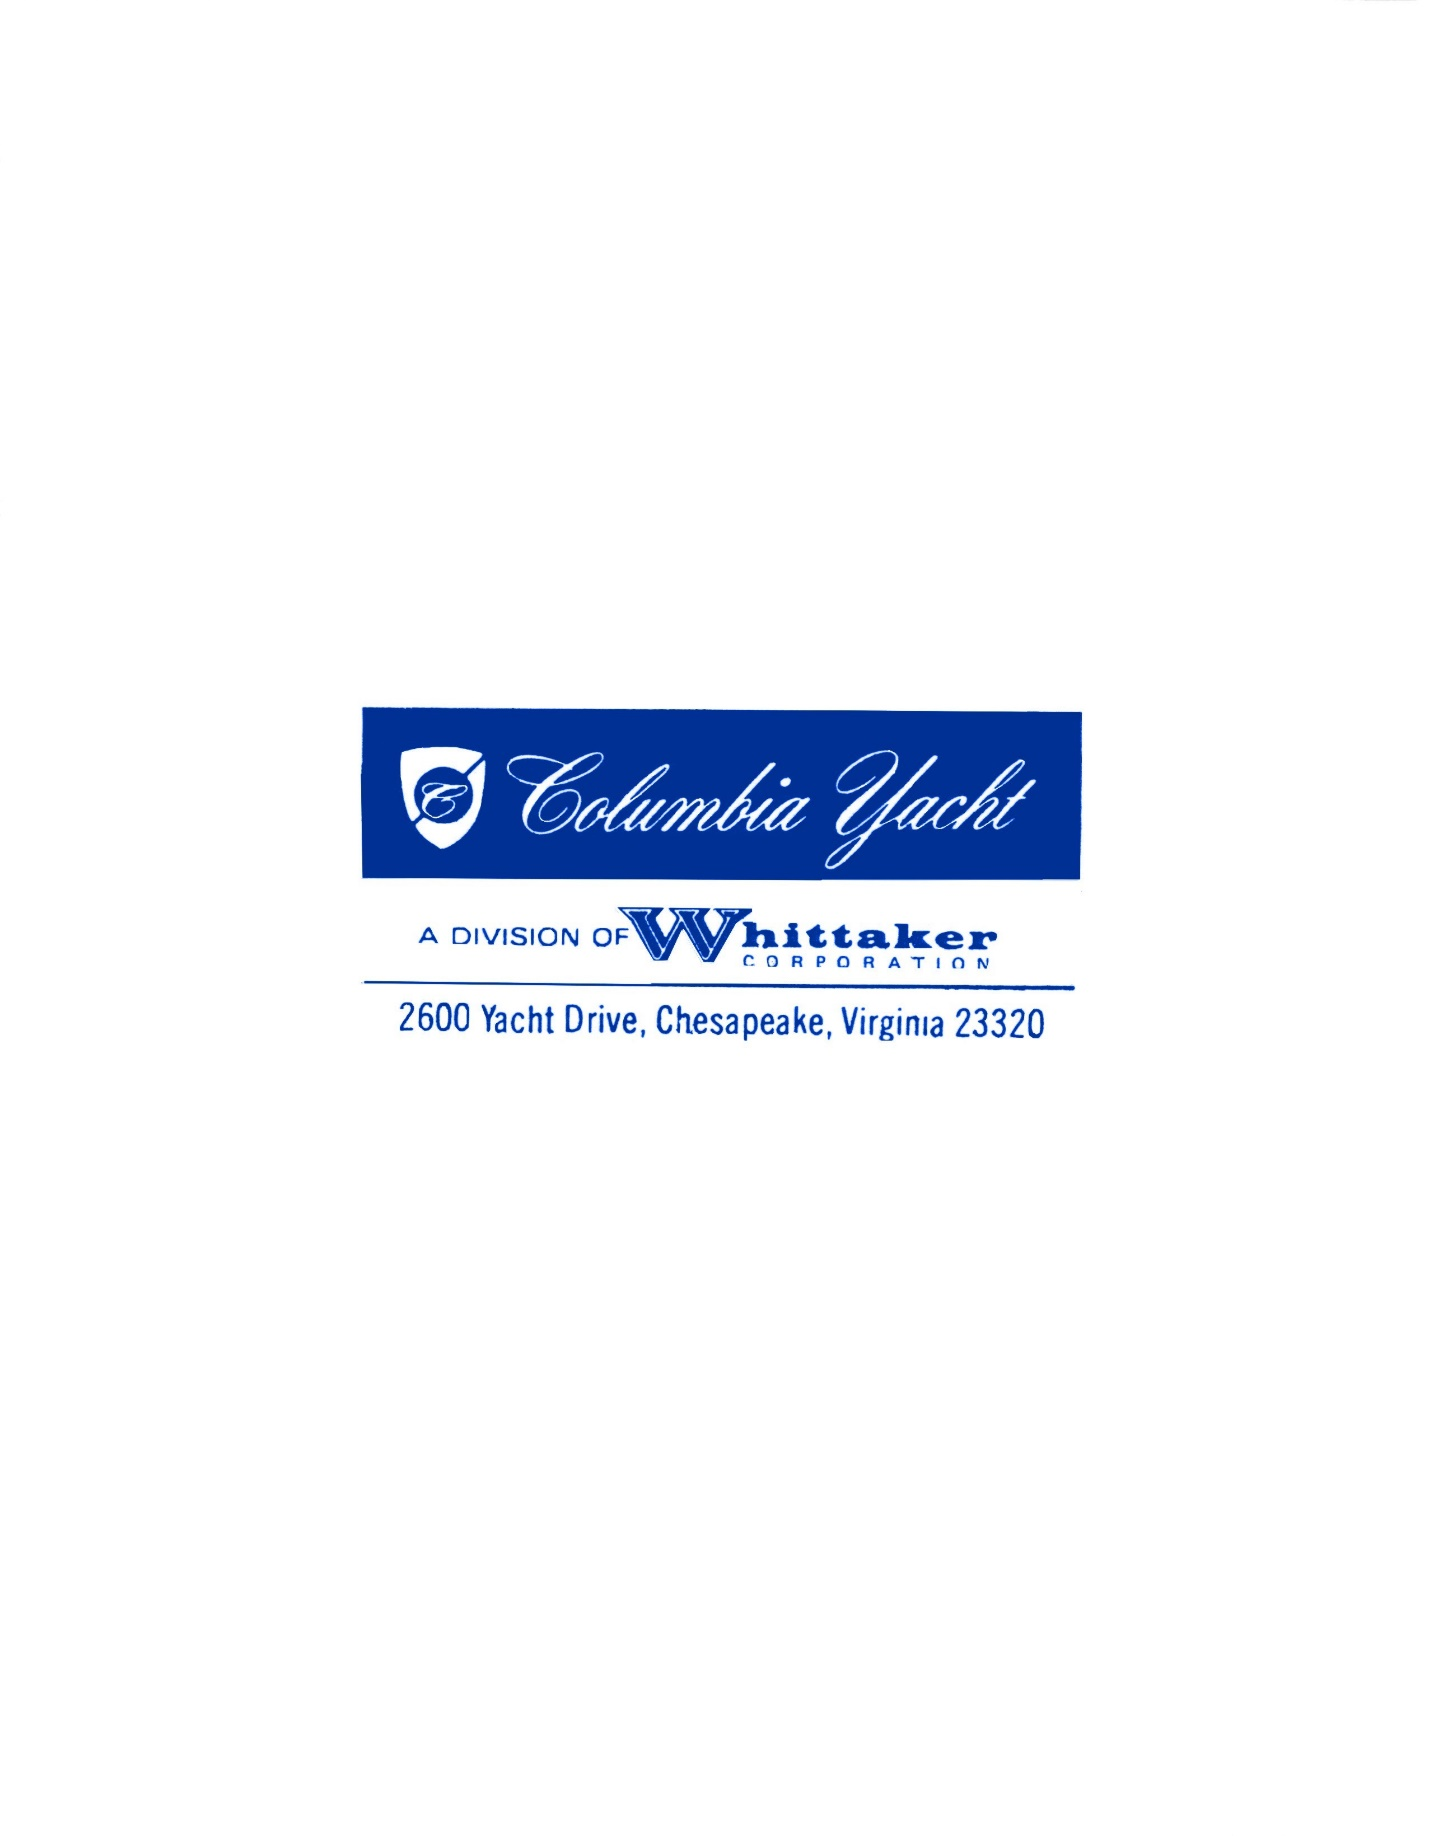 C Columbia Yacht
A DIVISION OF Whittaker
CORPORATION
2600 Yacht Drive, Chesapeake, Virginia 23320